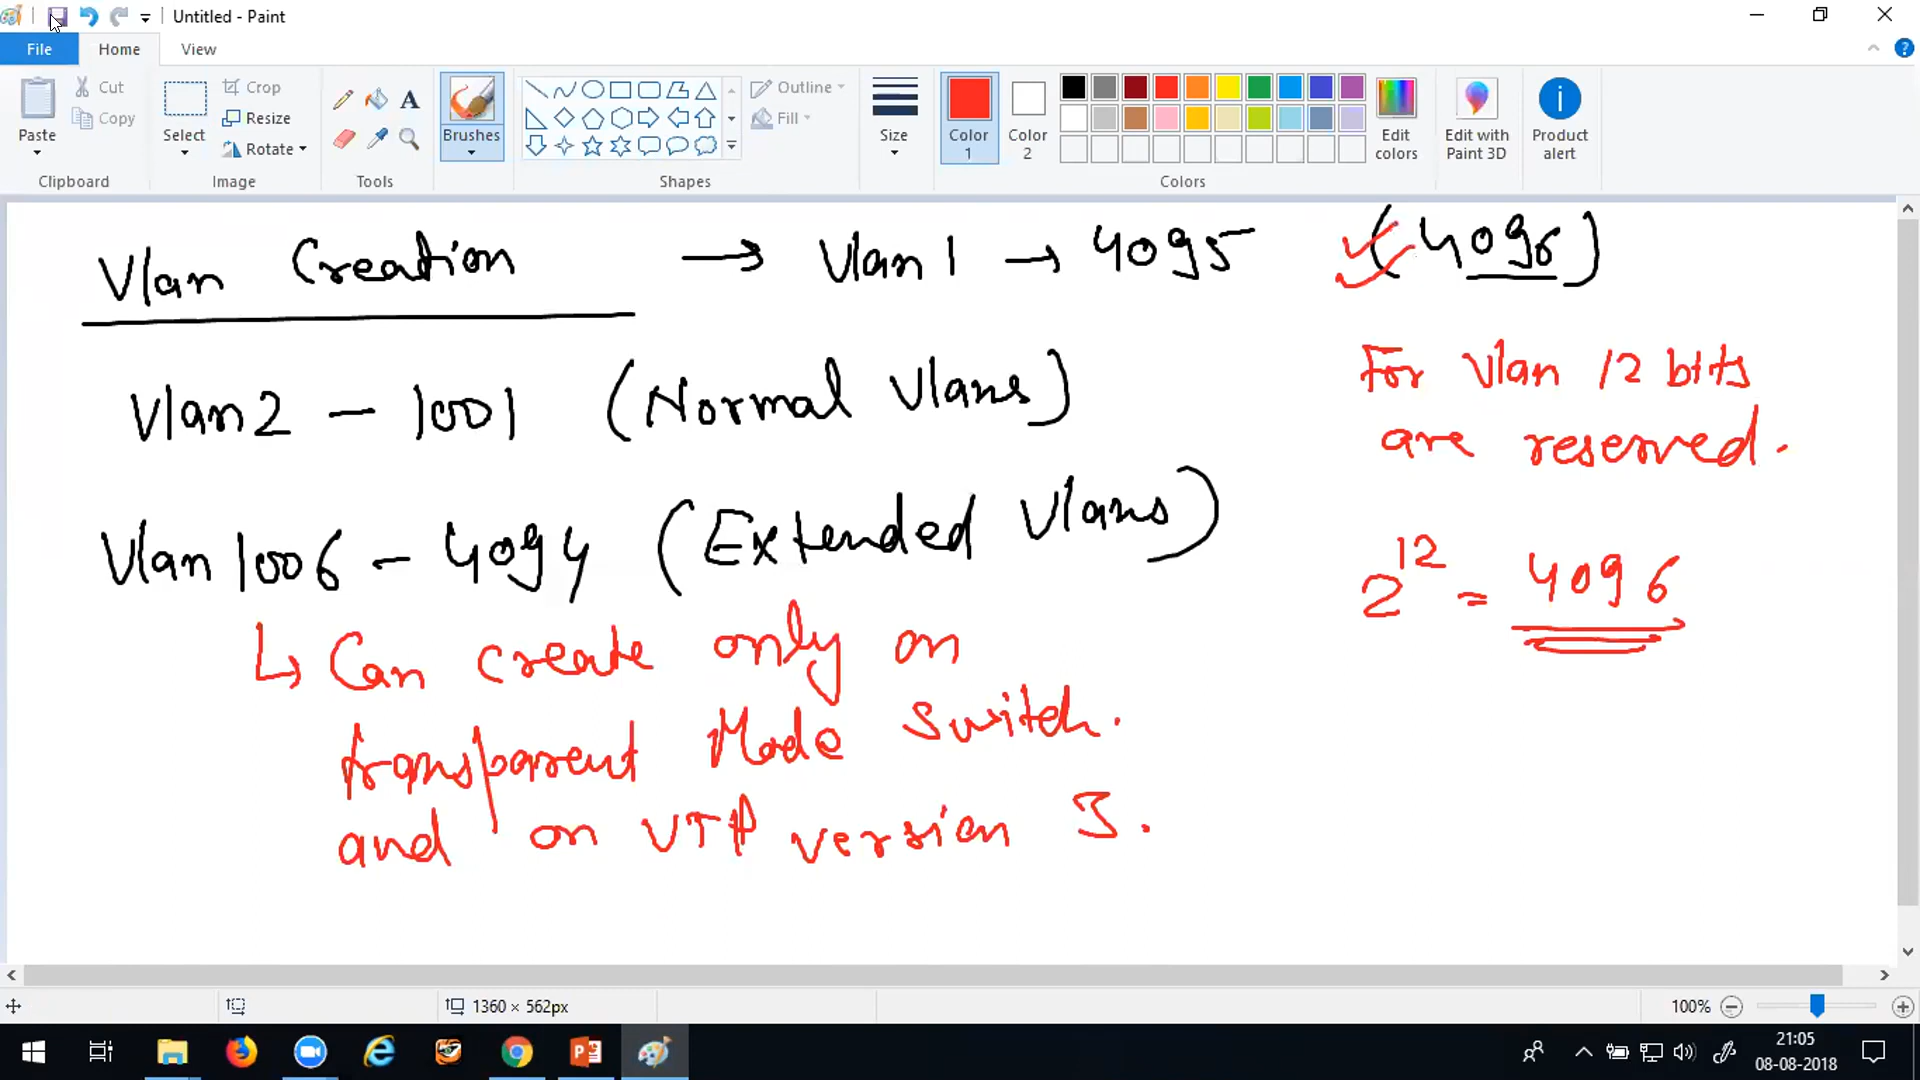 Untitled - Paint
File Home View
Paste Cut Copy Clipboard
Select Crop Resize Rotate Image
A Tools
Brushes
Outline Fill Shapes
Size
Color 1 Color 2 Edit colors Colors
Edit with Paint 3D
Product alert
Vlan Creation → Vlan 1 → 4095 (4096)
Vlan 2 - 1001 (Normal Vlans)
Vlan 1006 - 4094 (Extended Vlans)
↳ Can create only on
transparent Mode Switch.
and on VTP version 3.
For Vlan 12 bits
are reserved.
2^12 = 4096
1360 × 562px
100%
21:05
08-08-2018